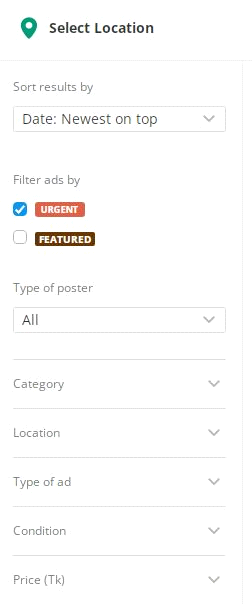 Select Location
Sort results by
Date: Newest on top
Filter ads by
URGENT
FEATURED
Type of poster
All
Category
Location
Type of ad
Condition
Price (Tk)